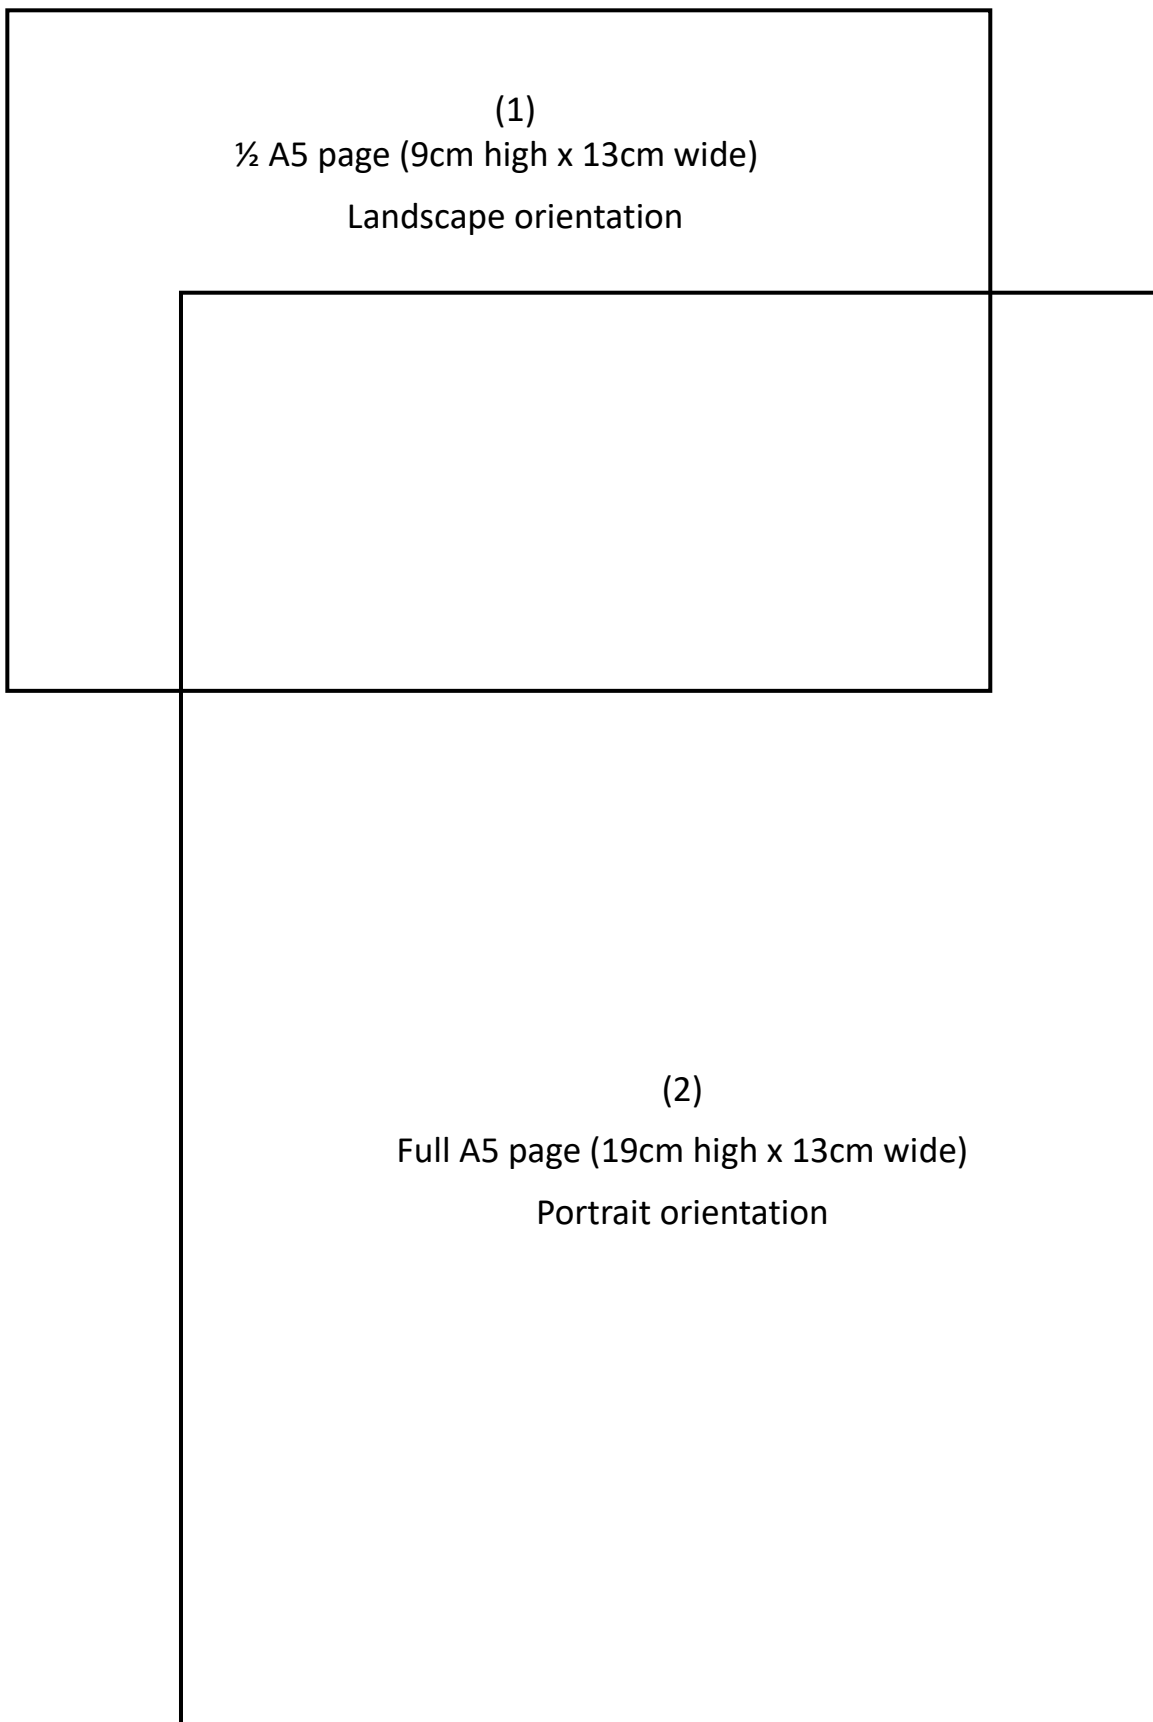 (1)
½ A5 page (9cm high x 13cm wide)
Landscape orientation
(2)
Full A5 page (19cm high x 13cm wide)
Portrait orientation